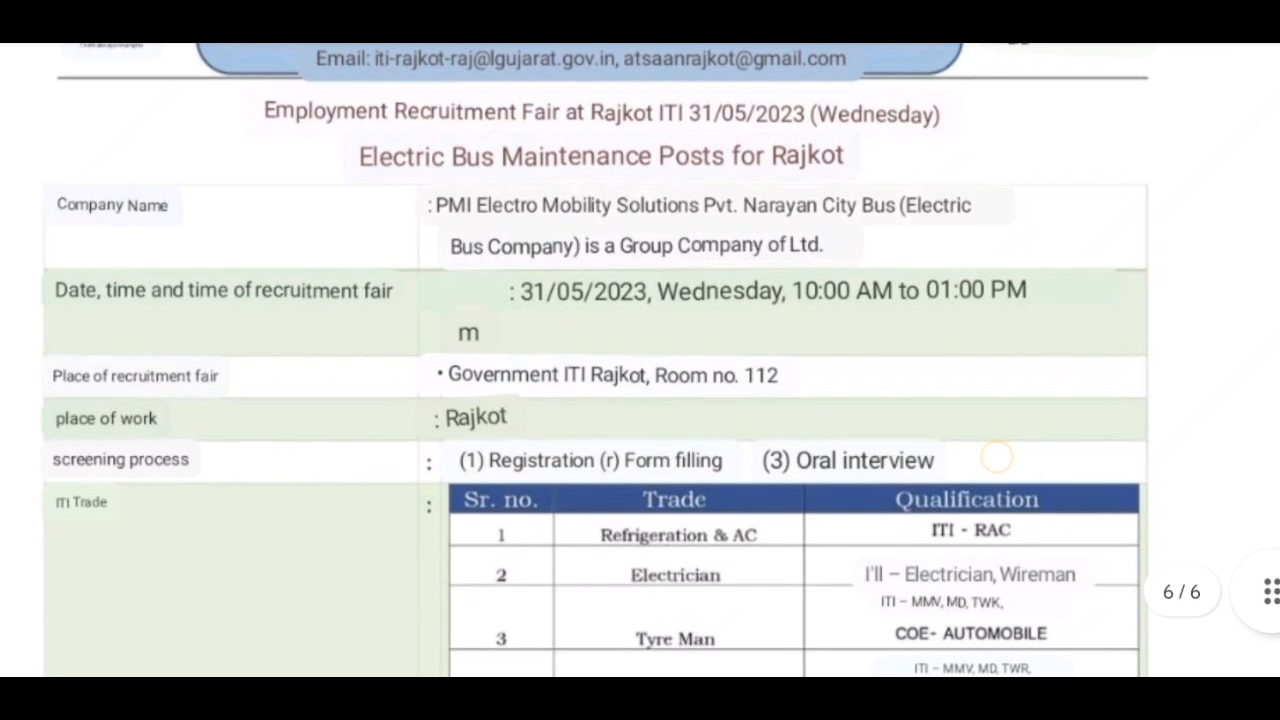 Email: iti-rajkot-raj@lgujarat.gov.in, atsaanrajkot@gmail.com
Employment Recruitment Fair at Rajkot ITI 31/05/2023 (Wednesday)
Electric Bus Maintenance Posts for Rajkot
Company Name : PMI Electro Mobility Solutions Pvt. Narayan City Bus (Electric
Bus Company) is a Group Company of Ltd.
Date, time and time of recruitment fair : 31/05/2023, Wednesday, 10:00 AM to 01:00 PM
m
Place of recruitment fair • Government ITI Rajkot, Room no. 112
place of work : Rajkot
screening process : (1) Registration (r) Form filling (3) Oral interview
ITI Trade :
Sr. no. Trade Qualification
1 Refrigeration & AC ITI - RAC
2 Electrician I'll – Electrician, Wireman
ITI – MMV, MD, TWK,
3 Tyre Man COE- AUTOMOBILE
ITI – MMV, MD, TWR,
6 / 6